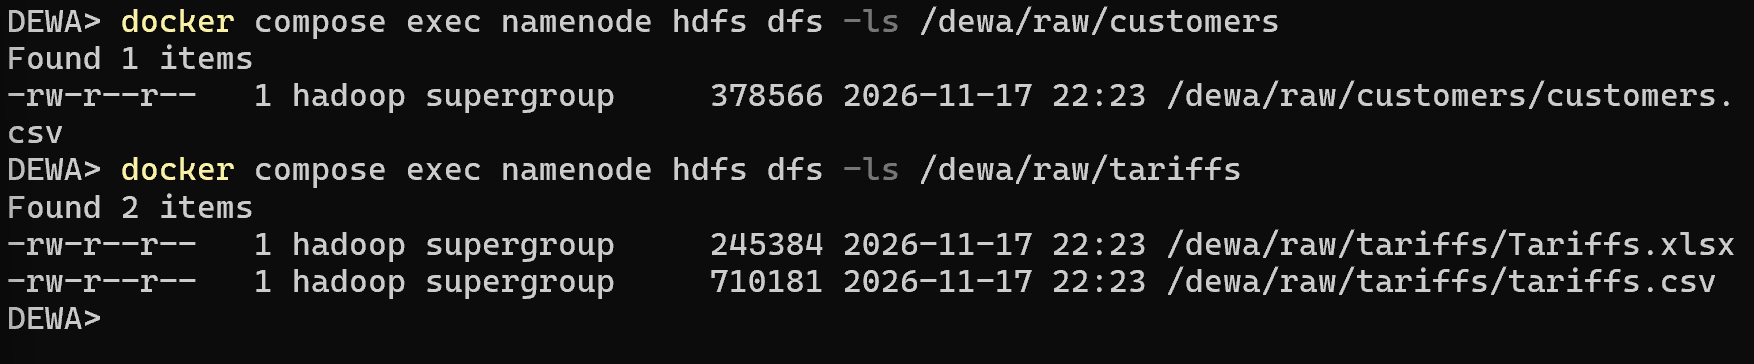 DEWA> docker compose exec namenode hdfs dfs -ls /dewa/raw/customers
Found 1 items
-rw-r--r--   1 hadoop supergroup     378566 2026-11-17 22:23 /dewa/raw/customers/customers.
csv
DEWA> docker compose exec namenode hdfs dfs -ls /dewa/raw/tariffs
Found 2 items
-rw-r--r--   1 hadoop supergroup     245384 2026-11-17 22:23 /dewa/raw/tariffs/Tariffs.xlsx
-rw-r--r--   1 hadoop supergroup     710181 2026-11-17 22:23 /dewa/raw/tariffs/tariffs.csv
DEWA>